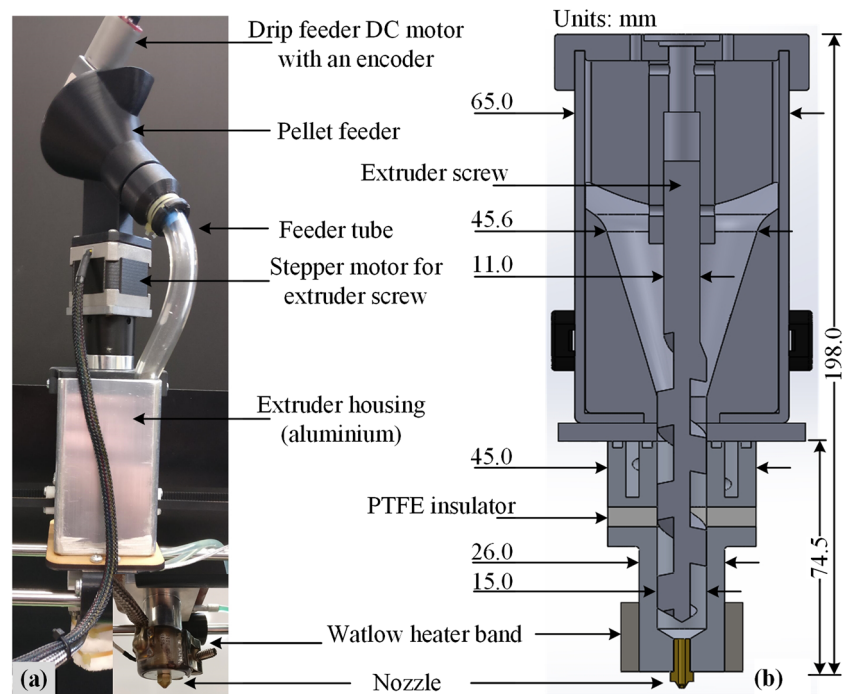 Units: mm
Drip feeder DC motor
with an encoder
Pellet feeder
Feeder tube
Stepper motor for
extruder screw
Extruder housing
(aluminium)
65.0
Extruder screw
45.6
11.0
198.0
45.0
PTFE insulator
26.0
15.0
74.5
Watlow heater band
Nozzle
(a)
(b)